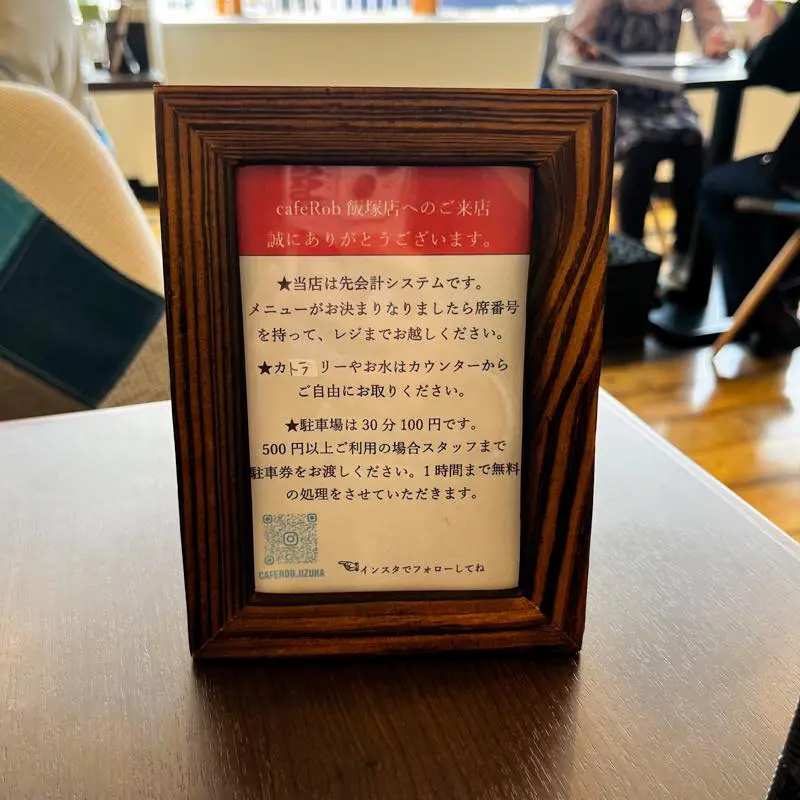 cafeRob 飯塚店へのご来店
誠にありがとうございます。
★当店は先会計システムです。
メニューがお決まりなりましたら席番号
を持って、レジまでお越しください。
★カトラリーやお水はカウンターから
ご自由にお取りください。
★駐車場は30分100円です。
500円以上ご利用の場合スタッフまで
駐車券をお渡しください。1時間まで無料
の処理をさせていただきます。
CAFEROB.IIZUKA
☜インスタでフォローしてね